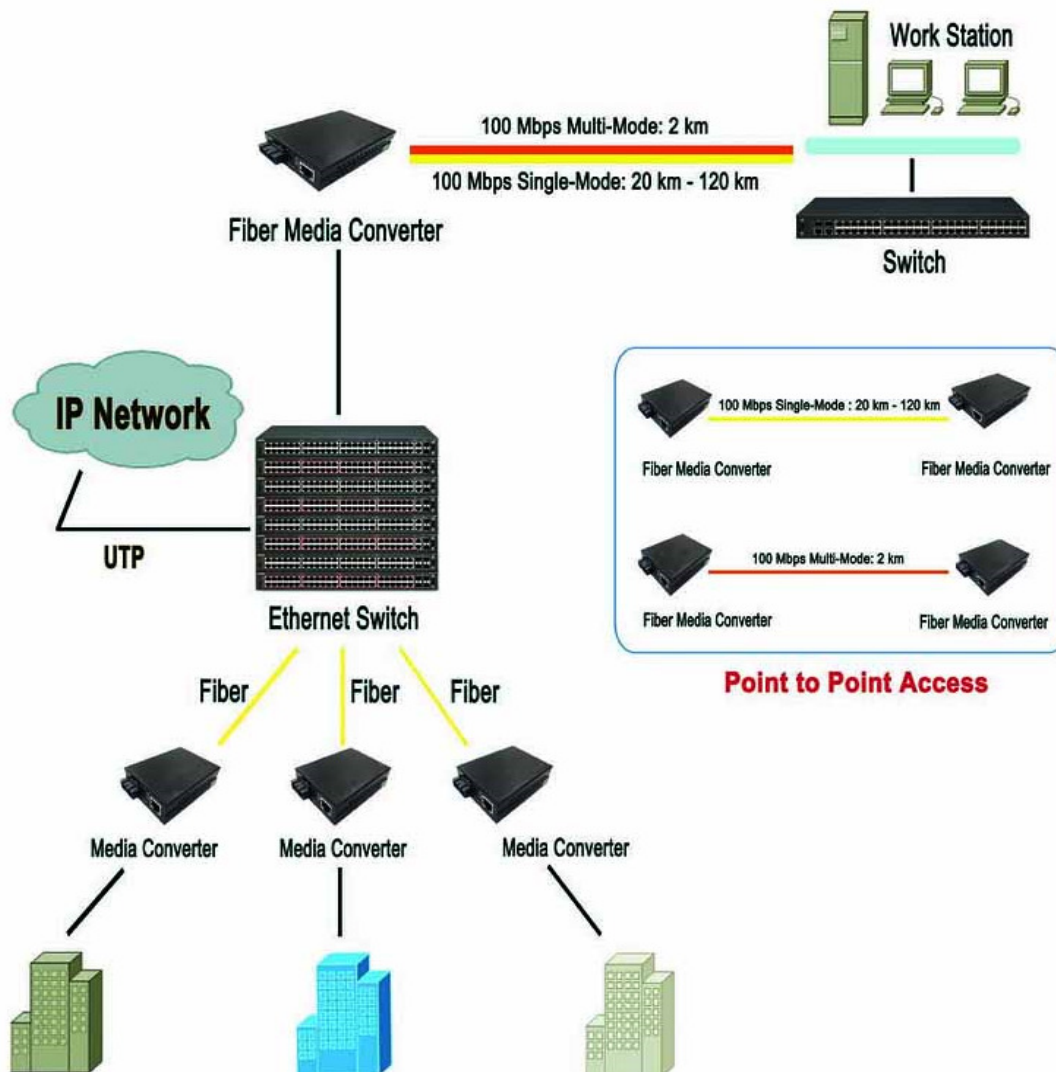 Work Station
100 Mbps Multi-Mode: 2 km
100 Mbps Single-Mode: 20 km - 120 km
Fiber Media Converter
Switch
IP Network
UTP
Ethernet Switch
100 Mbps Single-Mode : 20 km - 120 km
Fiber Media Converter
Fiber Media Converter
100 Mbps Multi-Mode: 2 km
Fiber Media Converter
Fiber Media Converter
Point to Point Access
Fiber
Fiber
Fiber
Media Converter
Media Converter
Media Converter